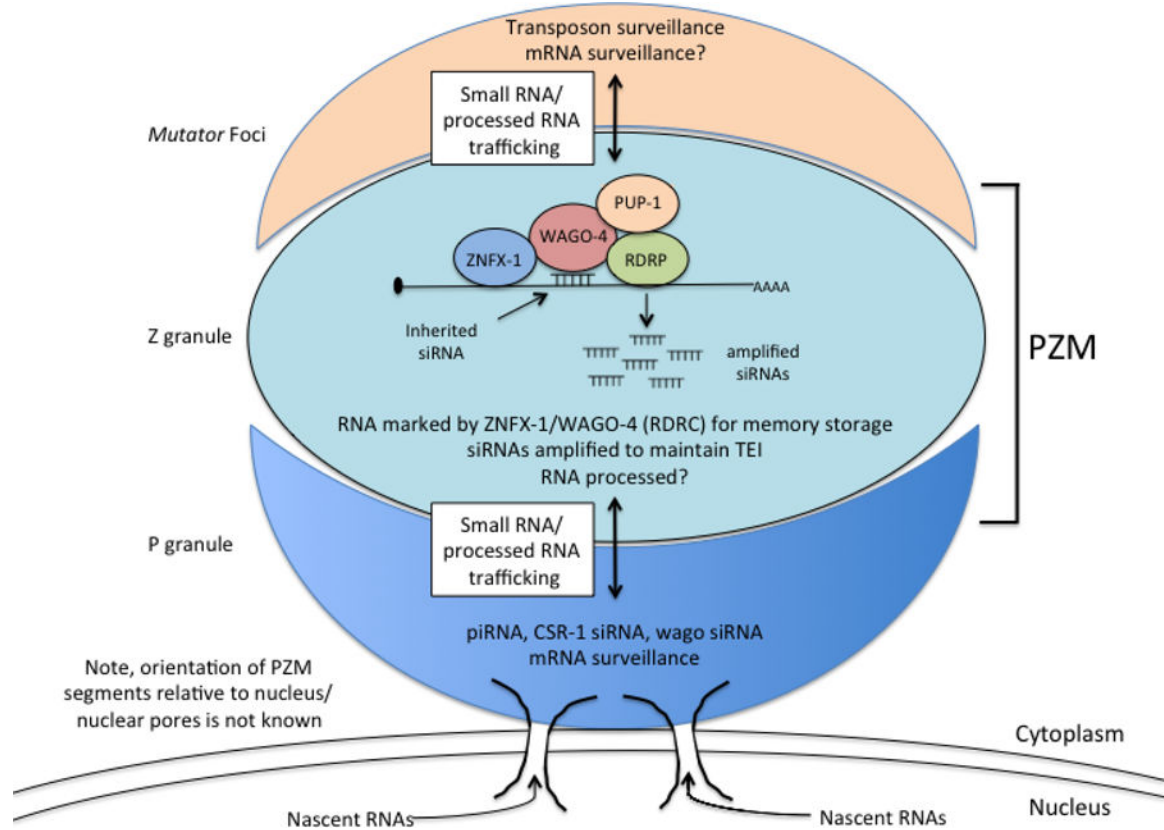 Transposon surveillance
mRNA surveillance?
Small RNA/
processed RNA
trafficking
Mutator Foci
PUP-1
WAGO-4
ZNFX-1
RDRP
AAAA
Inherited
siRNA
amplified
siRNAs
Z granule
PZM
RNA marked by ZNFX-1/WAGO-4 (RDRC) for memory storage
siRNAs amplified to maintain TEI
RNA processed?
Small RNA/
processed RNA
trafficking
P granule
piRNA, CSR-1 siRNA, wago siRNA
mRNA surveillance
Note, orientation of PZM
segments relative to nucleus/
nuclear pores is not known
Cytoplasm
Nucleus
Nascent RNAs
Nascent RNAs